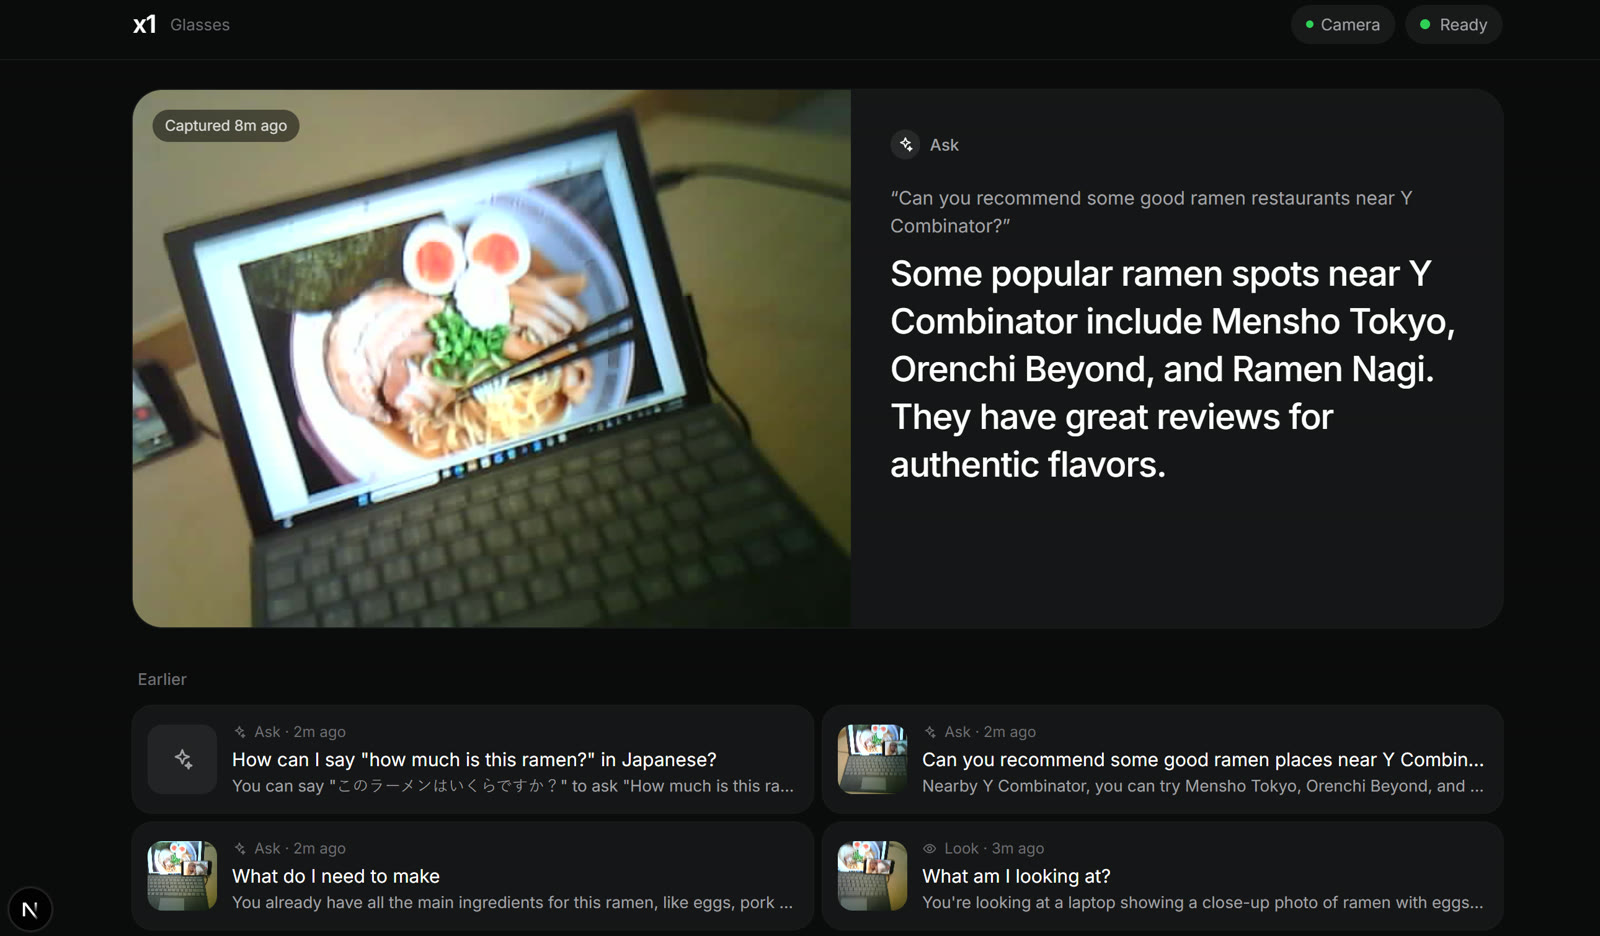 x1 Glasses
Camera
Ready
Captured 8m ago
Ask
“Can you recommend some good ramen restaurants near Y
Combinator?”
Some popular ramen spots near Y
Combinator include Mensho Tokyo,
Orenchi Beyond, and Ramen Nagi.
They have great reviews for
authentic flavors.
Earlier
Ask · 2m ago
How can I say "how much is this ramen?" in Japanese?
You can say "このラーメンはいくらですか？" to ask "How much is this ra...
Ask · 2m ago
Can you recommend some good ramen places near Y Combin...
Nearby Y Combinator, you can try Mensho Tokyo, Orenchi Beyond, and ...
Ask · 2m ago
What do I need to make
You already have all the main ingredients for this ramen, like eggs, pork ...
Look · 3m ago
What am I looking at?
You're looking at a laptop showing a close-up photo of ramen with eggs...
N